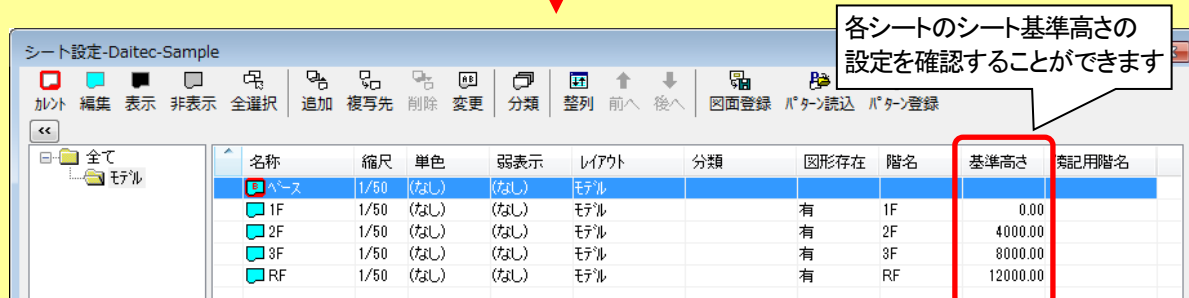 各シートのシート基準高さの
設定を確認することができます
シート設定-Daitec-Sample
カレント 編集 表示 非表示 全選択 追加 複写先 削除 変更 分類 整列 前へ 後へ 図面登録 パターン読込 パターン登録
<<
全て
モデル
名称 縮尺 単色 弱表示 レイアウト 分類 図形存在 階名 基準高さ 記用階名
ベース 1/50 (なし) (なし) モデル
1F 1/50 (なし) (なし) モデル 有 1F 0.00
2F 1/50 (なし) (なし) モデル 有 2F 4000.00
3F 1/50 (なし) (なし) モデル 有 3F 8000.00
RF 1/50 (なし) (なし) モデル 有 RF 12000.00